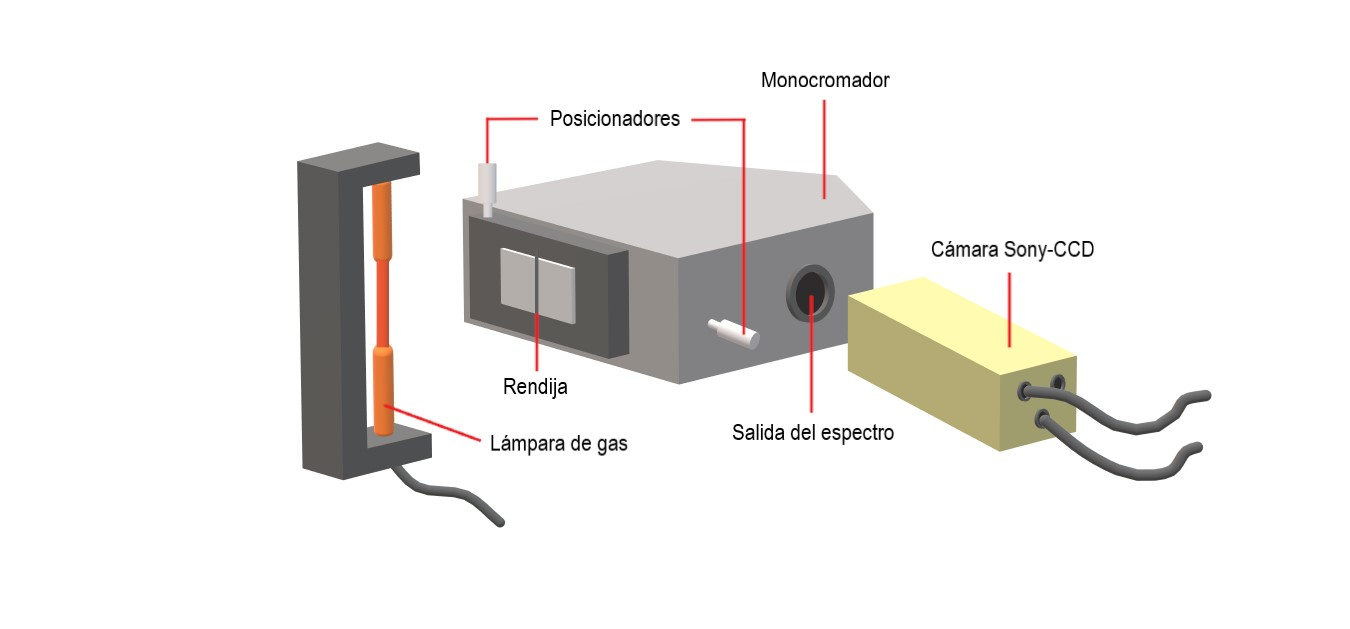 Monocromador
Posicionadores
Cámara Sony-CCD
Rendija
Salida del espectro
Lámpara de gas